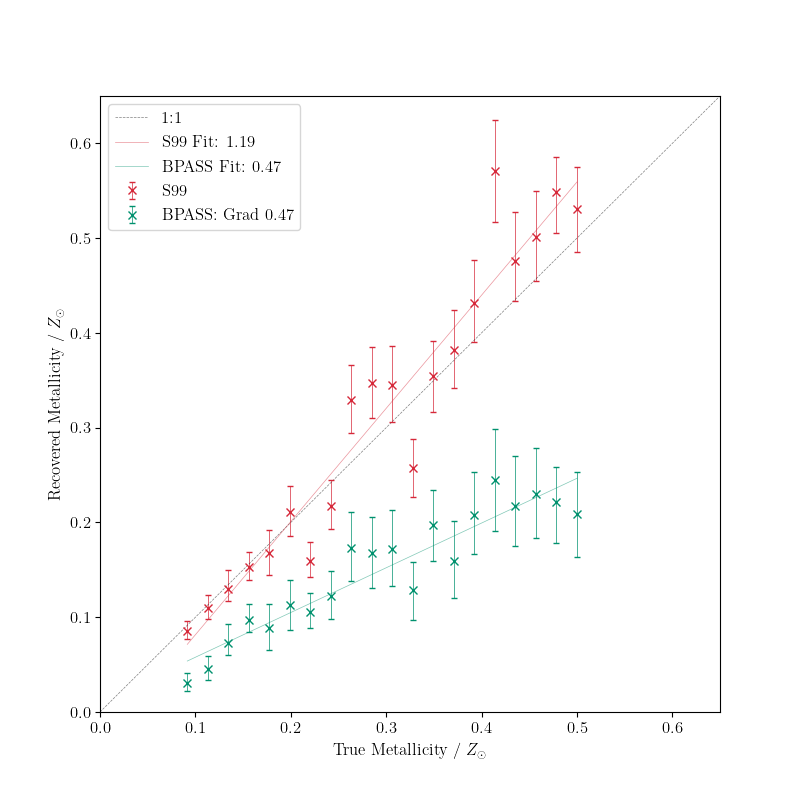 1:1
S99 Fit: 1.19
BPASS Fit: 0.47
S99
BPASS: Grad 0.47
0.6
0.5
0.4
0.3
0.2
0.1
0.0
Recovered Metallicity / Z⊙
0.0 0.1 0.2 0.3 0.4 0.5 0.6
True Metallicity / Z⊙